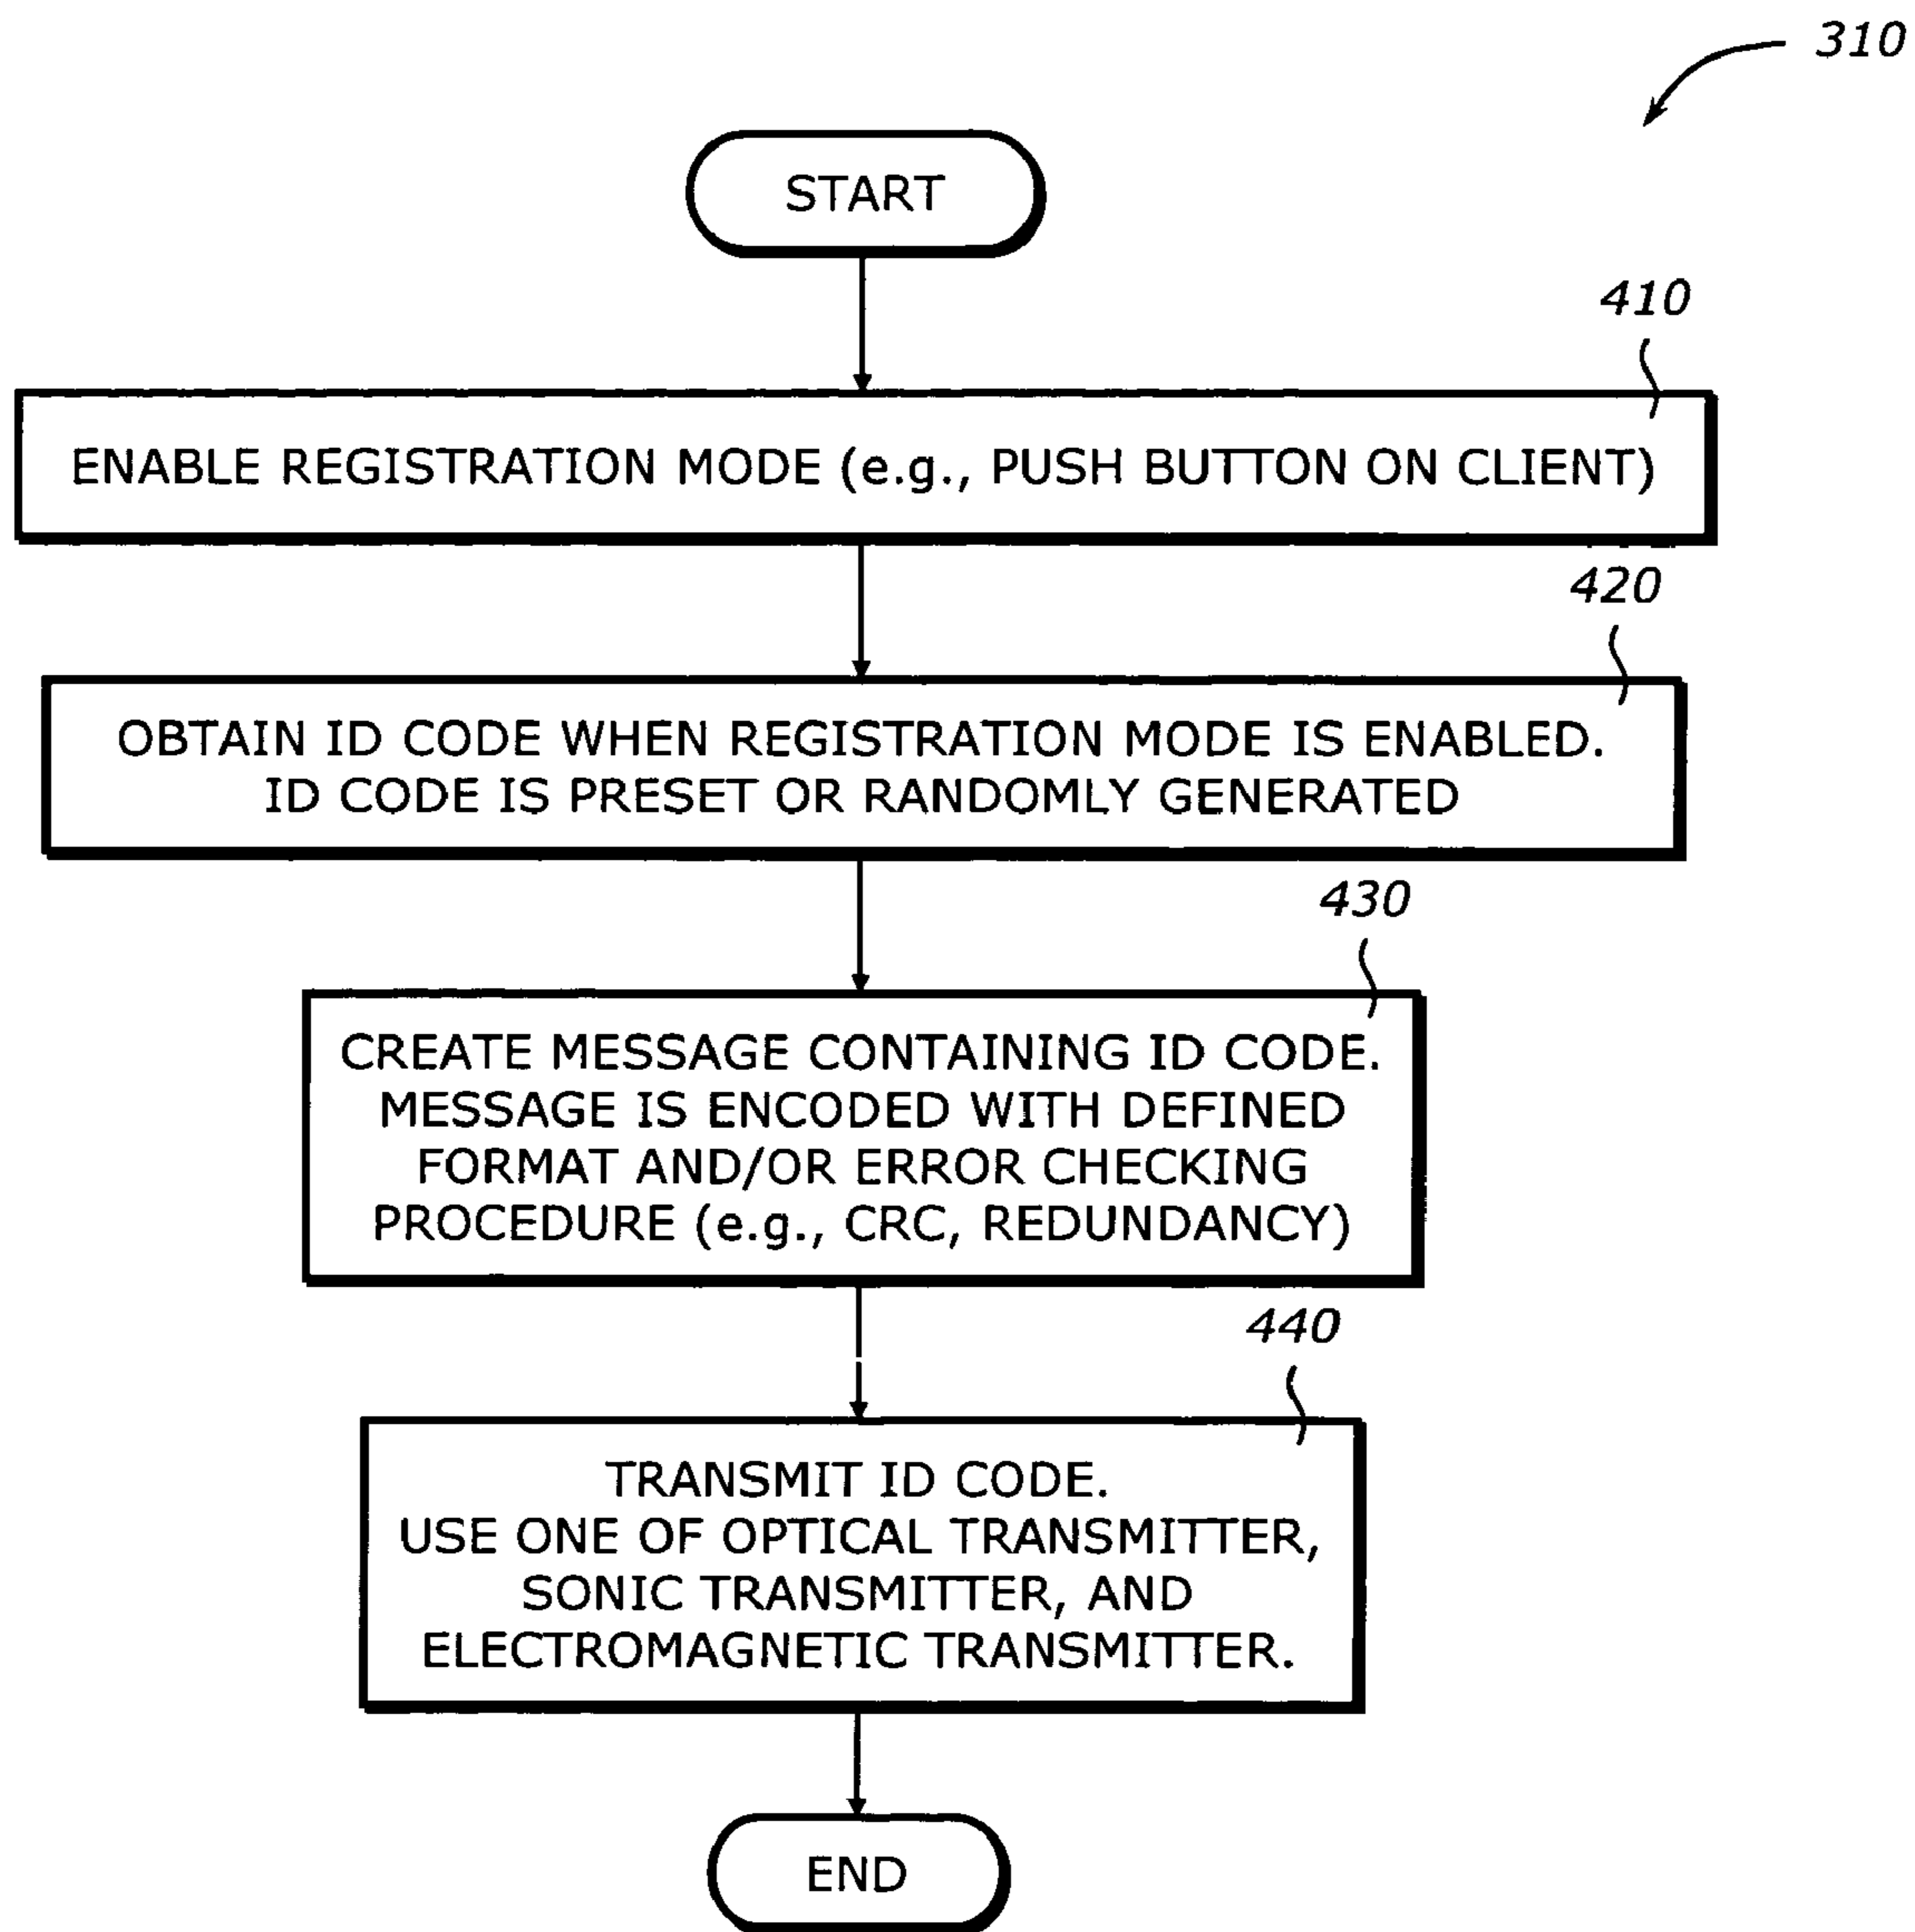 310
START
410
ENABLE REGISTRATION MODE (e.g., PUSH BUTTON ON CLIENT)
420
OBTAIN ID CODE WHEN REGISTRATION MODE IS ENABLED.
ID CODE IS PRESET OR RANDOMLY GENERATED
430
CREATE MESSAGE CONTAINING ID CODE.
MESSAGE IS ENCODED WITH DEFINED
FORMAT AND/OR ERROR CHECKING
PROCEDURE (e.g., CRC, REDUNDANCY)
440
TRANSMIT ID CODE.
USE ONE OF OPTICAL TRANSMITTER,
SONIC TRANSMITTER, AND
ELECTROMAGNETIC TRANSMITTER.
END